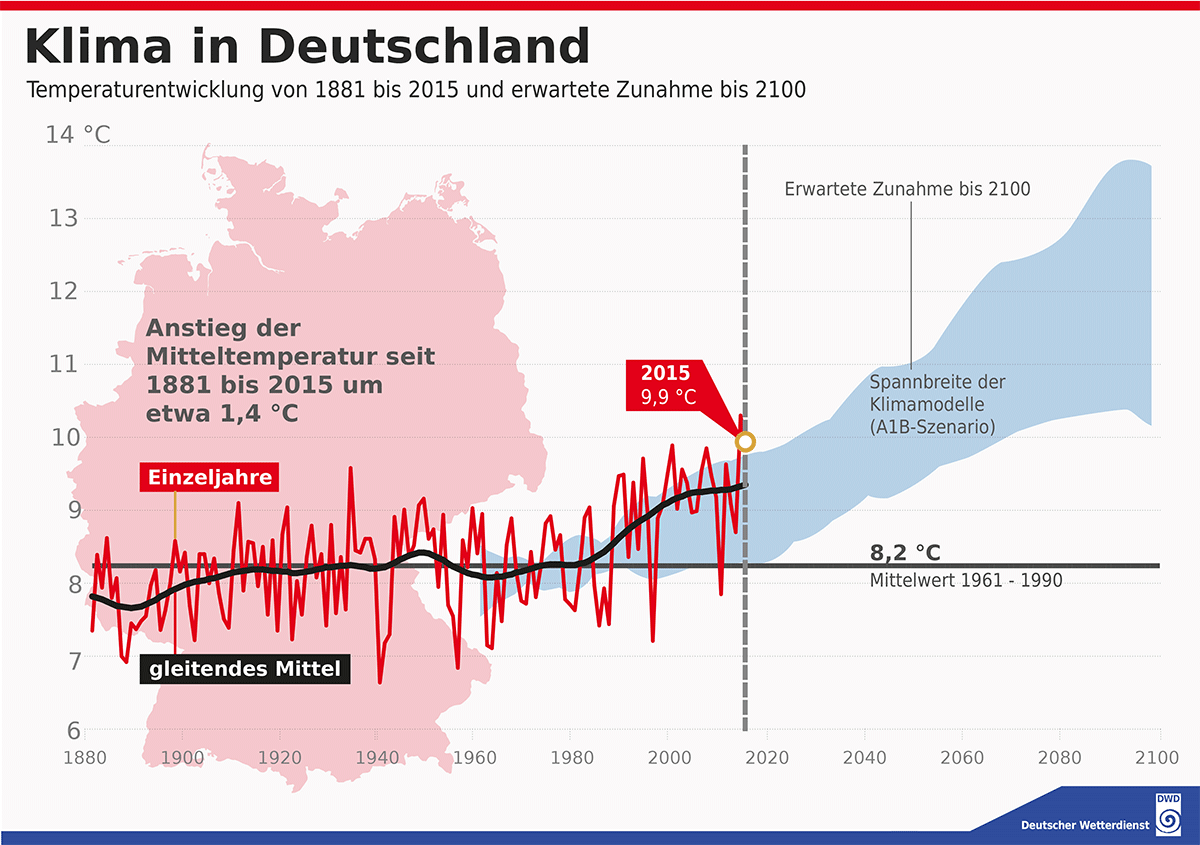 Klima in Deutschland
Temperaturentwicklung von 1881 bis 2015 und erwartete Zunahme bis 2100
14 °C
13
12
11
10
9
8
7
6
Erwartete Zunahme bis 2100
Anstieg der
Mitteltemperatur seit
1881 bis 2015 um
etwa 1,4 °C
2015
9,9 °C
Spannbreite der
Klimamodelle
(A1B-Szenario)
Einzeljahre
8,2 °C
Mittelwert 1961 - 1990
gleitendes Mittel
1880 1900 1920 1940 1960 1980 2000 2020 2040 2060 2080 2100
Deutscher Wetterdienst
DWD